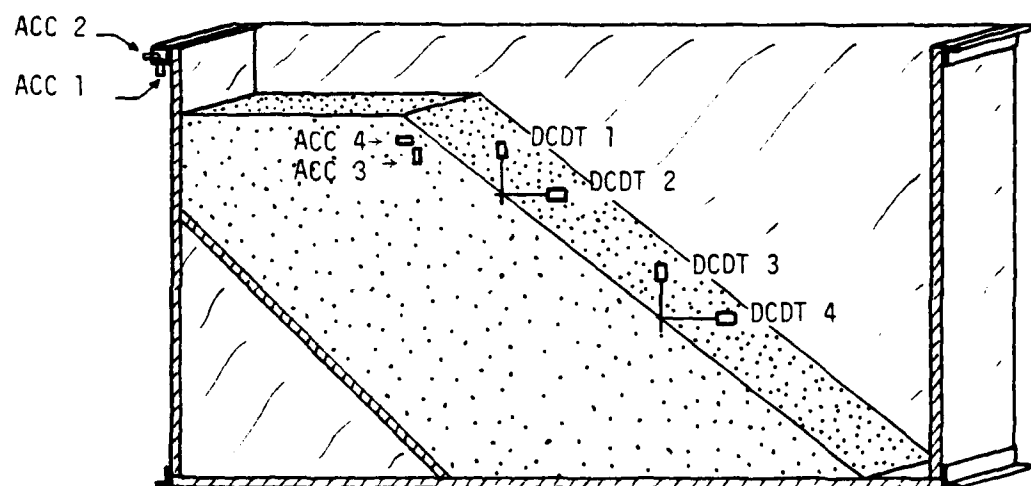 ACC 2
ACC 1
ACC 4
ACC 3
DCDT 1
DCDT 2
DCDT 3
DCDT 4